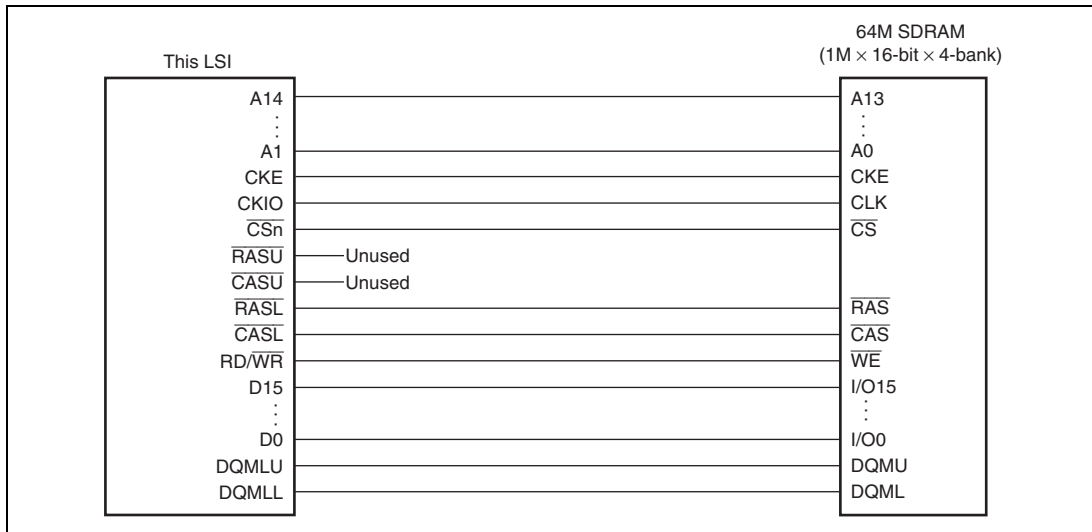 64M SDRAM
(1M × 16-bit × 4-bank)
This LSI
A14 A13
A1 A0
CKE CKE
CKIO CLK
CSn CS
RASU Unused
CASU Unused
RASL RAS
CASL CAS
RD/WR WE
D15 I/O15
D0 I/O0
DQMLU DQMU
DQMLL DQML